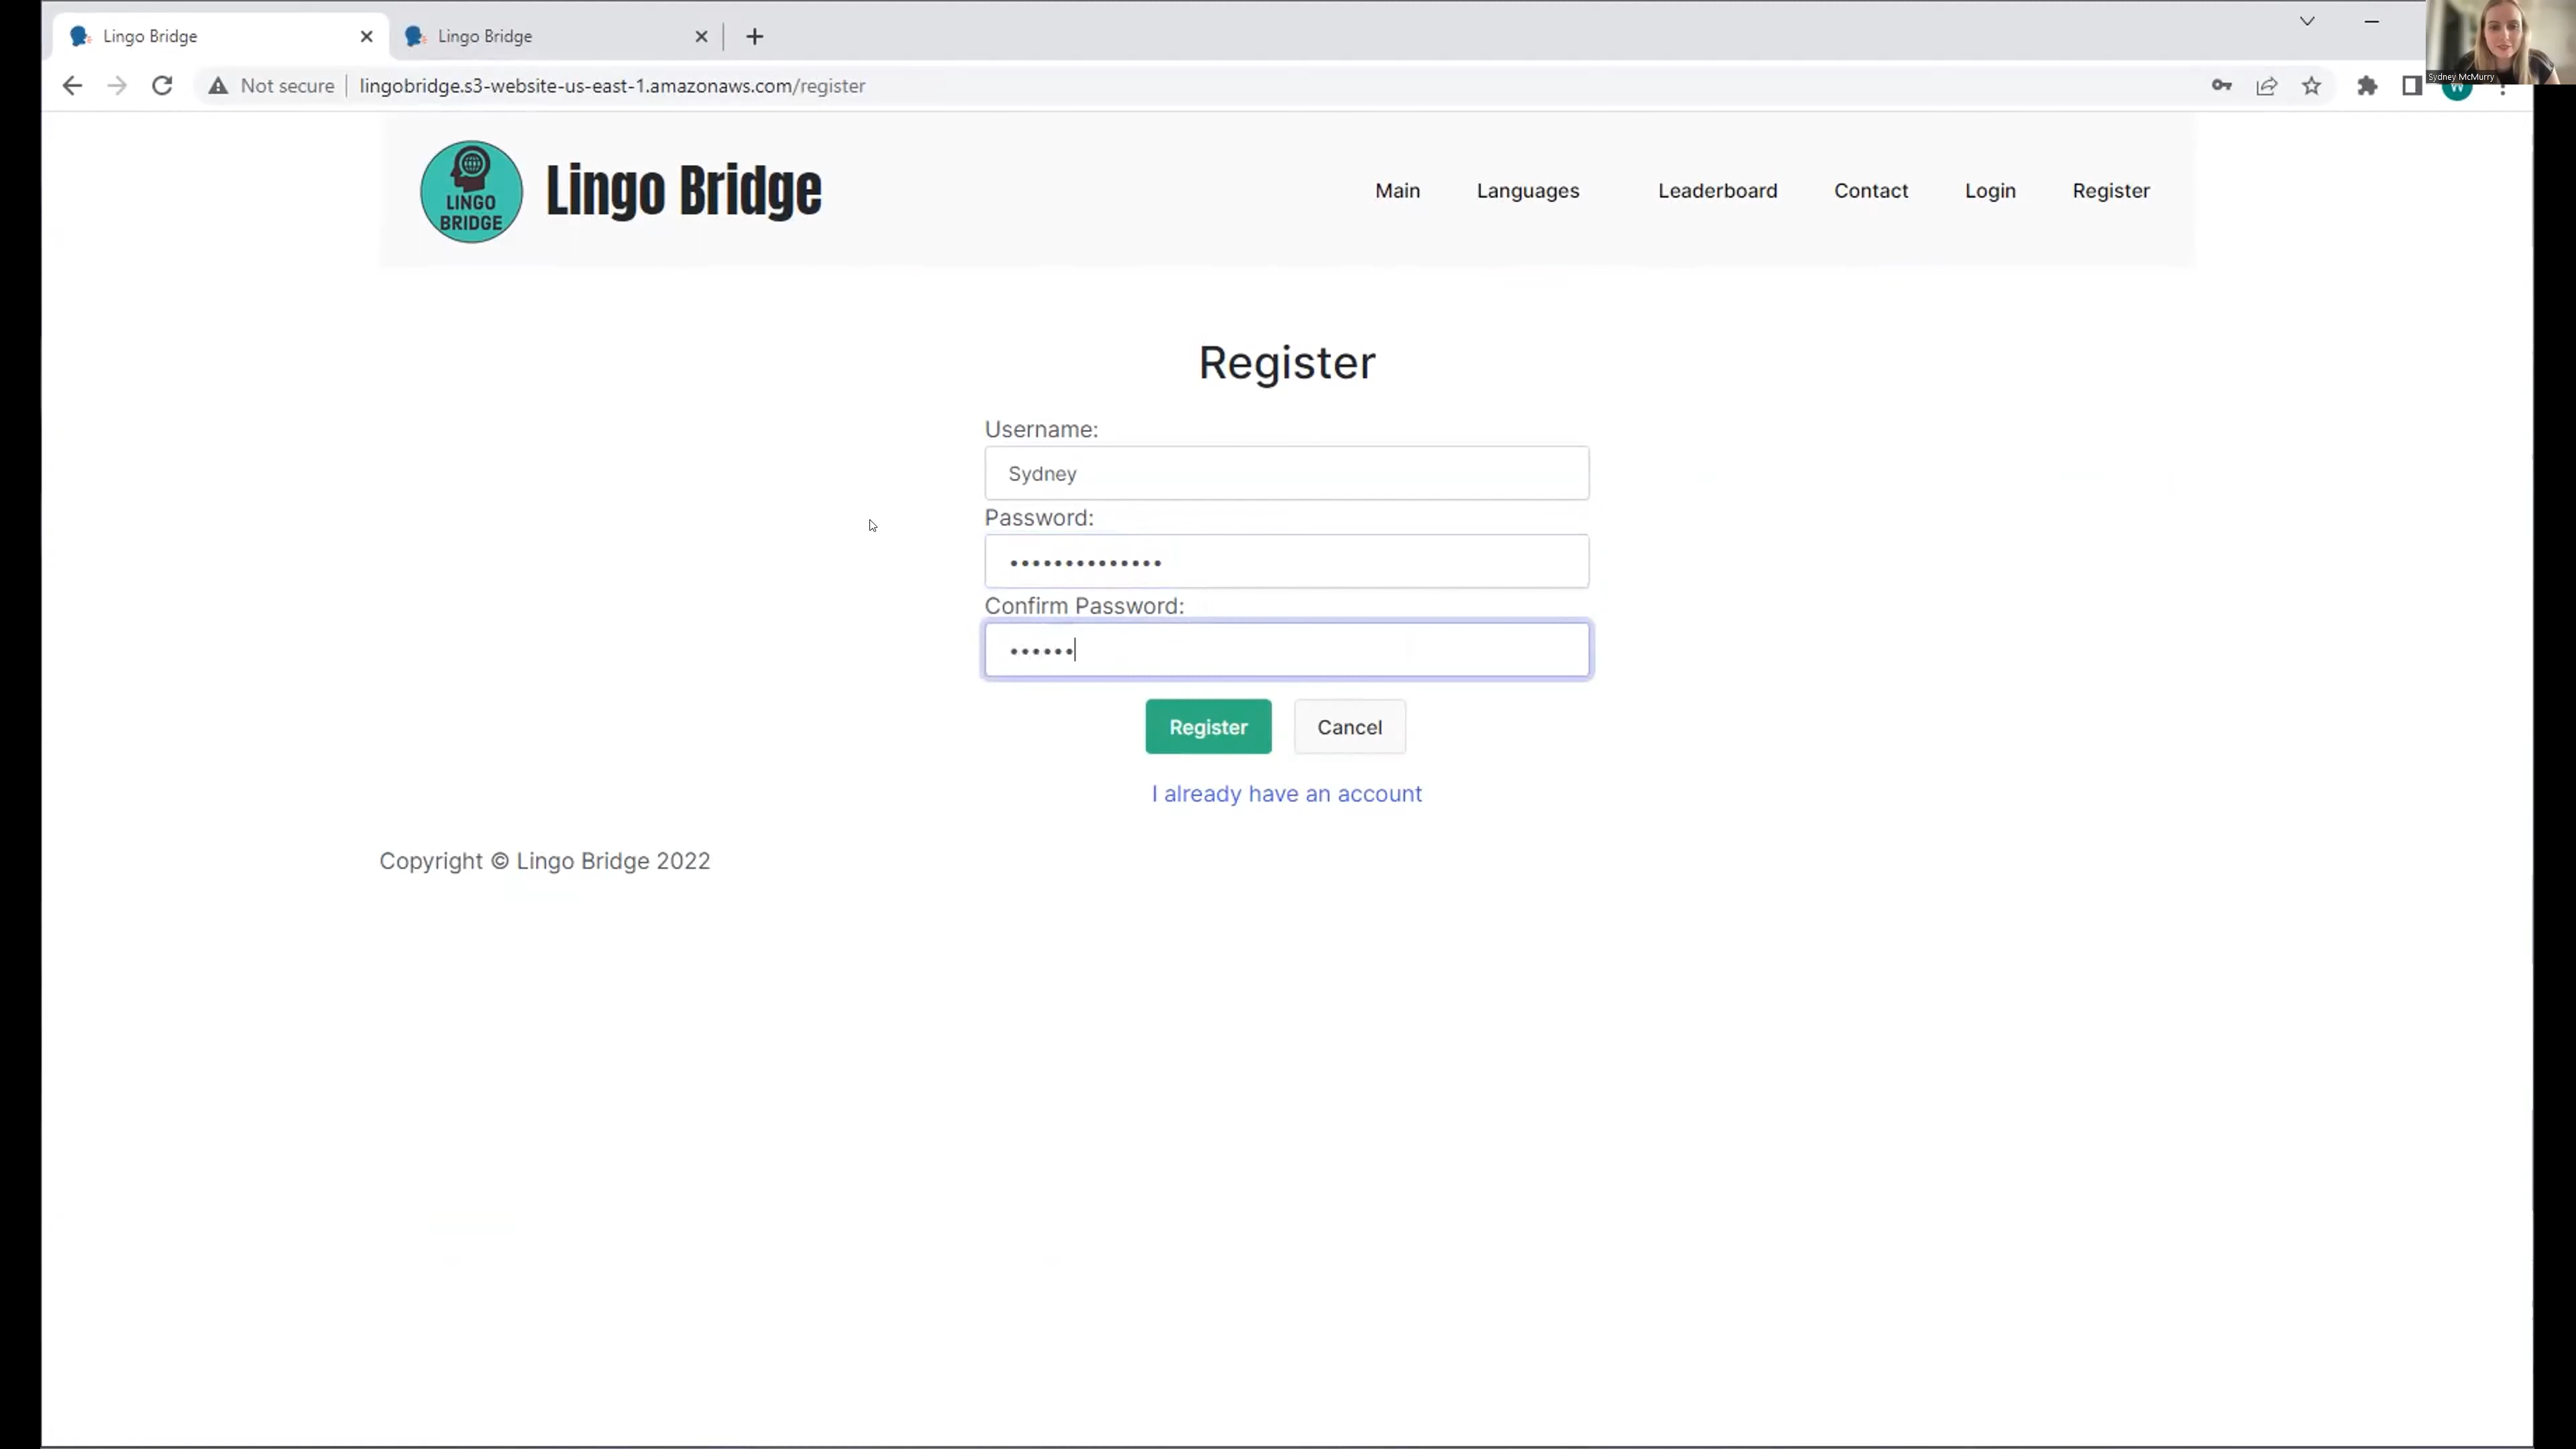 Lingo Bridge
Lingo Bridge
Not secure
lingobridge.s3-website-us-east-1.amazonaws.com/register
W
Sydney McMurry
LINGO
BRIDGE
Lingo Bridge
Main
Languages
Leaderboard
Contact
Login
Register
Register
Username:
Sydney
Password:
••••••••••••••
Confirm Password:
••••••
Register
Cancel
I already have an account
Copyright © Lingo Bridge 2022